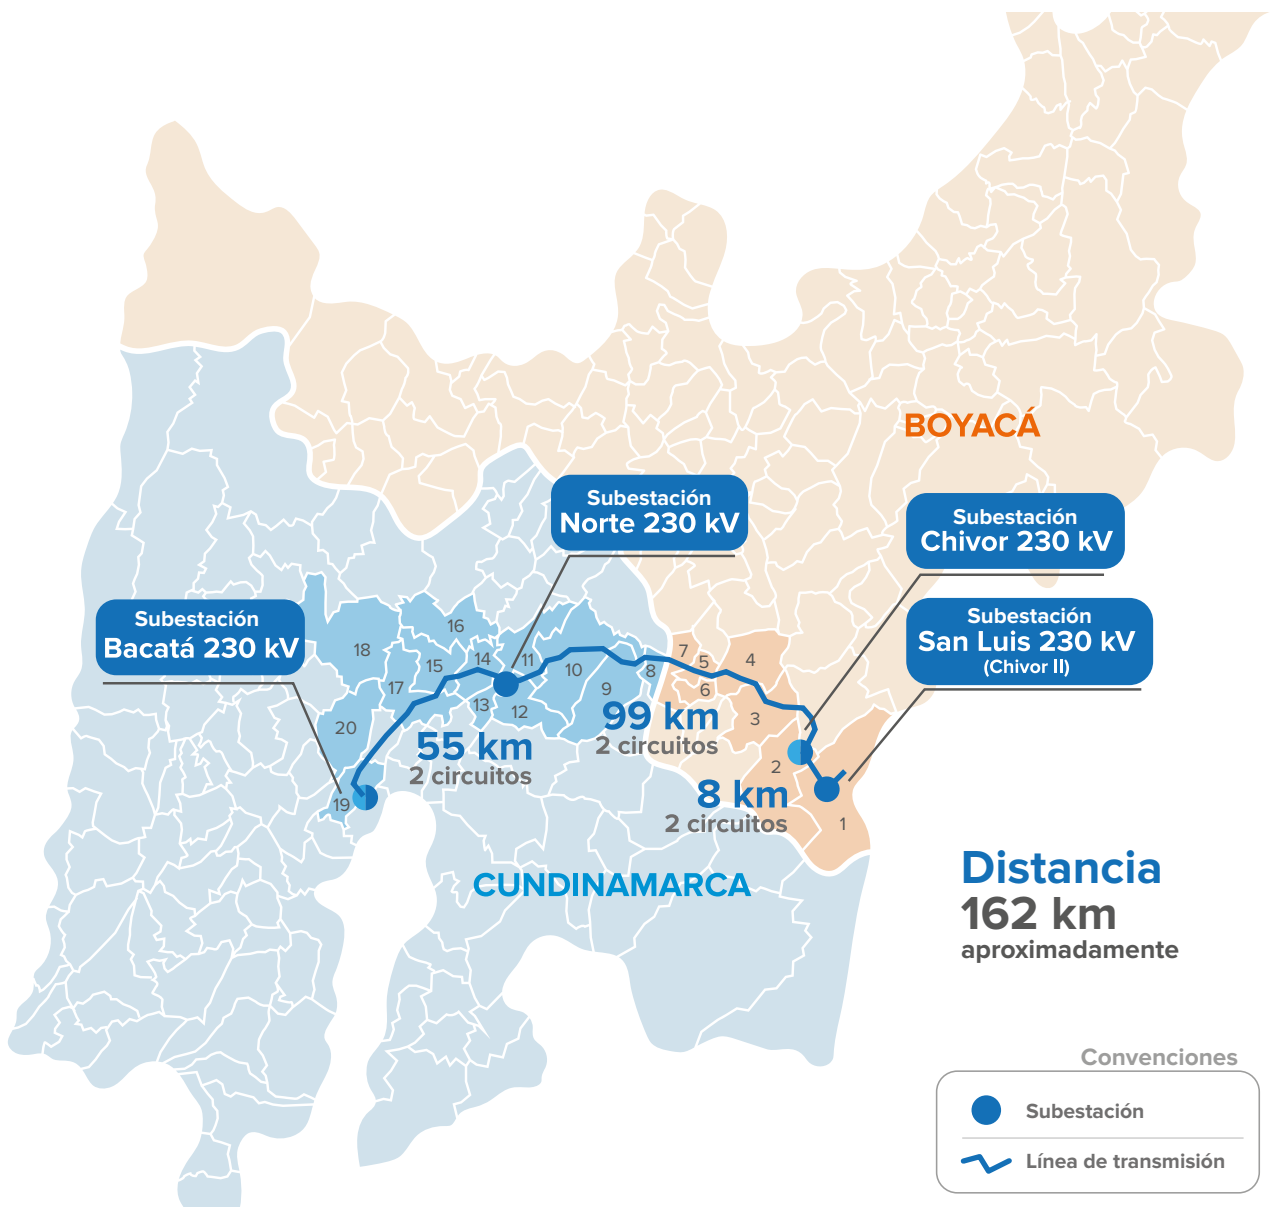 BOYACÁ
Subestación
Norte 230 kV
Subestación
Chivor 230 kV
Subestación
San Luis 230 kV
(Chivor II)
Subestación
Bacatá 230 kV
18
16
15
14
11
17
10
9
8
7
5
4
6
13
12
3
20
2
19
1
99 km
2 circuitos
55 km
2 circuitos
8 km
2 circuitos
CUNDINAMARCA
Distancia
162 km
aproximadamente
Convenciones
Subestación
Línea de transmisión